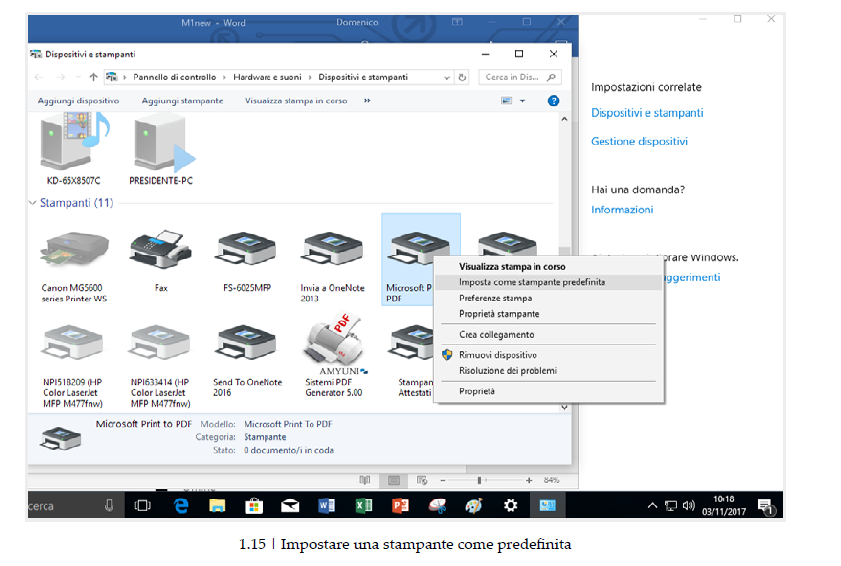 M1new - Word
Domenico
Dispositivi e stampanti
Pannello di controllo > Hardware e suoni > Dispositivi e stampanti
Cerca in Dis...
Aggiungi dispositivo
Aggiungi stampante
Visualizza stampa in corso
»
KD-65X8507C
PRESIDENTE-PC
Stampanti (11)
Canon MG5600
series Printer WS
Fax
FS-6025MFP
Invia a OneNote
2013
Microsoft P
PDF
Visualizza stampa in corso
Imposta come stampante predefinita
Preferenze stampa
Proprietà stampante
Crea collegamento
Rimuovi dispositivo
Risoluzione dei problemi
Proprietà
NPI51B209 (HP
Color LaserJet
MFP M477fnw)
NPI633414 (HP
Color LaserJet
MFP M477fnw)
Send To OneNote
2016
PDF
AMYUNI
Sistemi PDF
Generator 5.00
Stampan
Attestati
Microsoft Print to PDF
Modello: Microsoft Print To PDF
Categoria: Stampante
Stato: 0 documento/i in coda
Impostazioni correlate
Dispositivi e stampanti
Gestione dispositivi
Hai una domanda?
Informazioni
orare Windows.
uggerimenti
84%
cerca
10:18
03/11/2017
1
1.15 | Impostare una stampante come predefinita